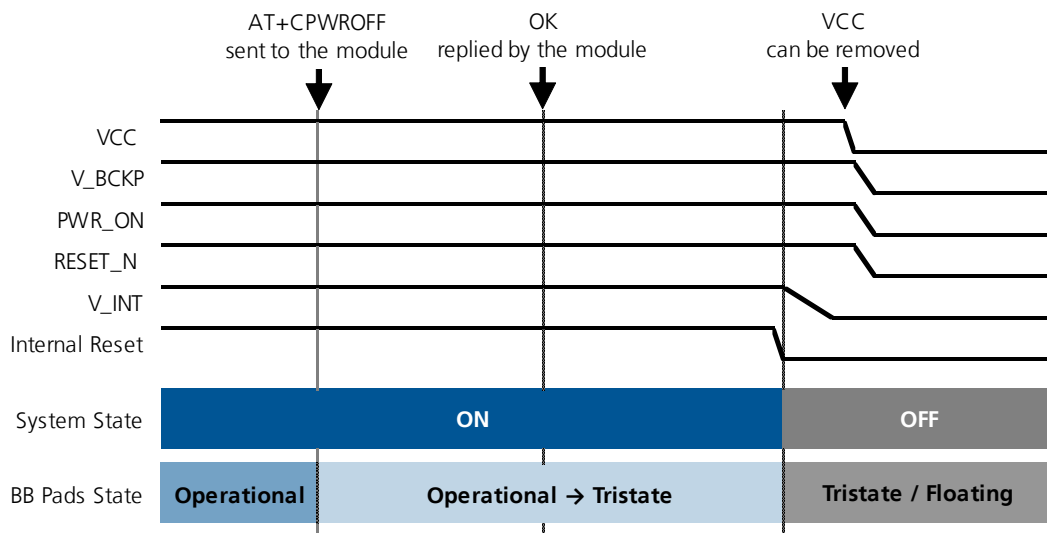 AT+CPWROFF
sent to the module
OK
replied by the module
VCC
can be removed
VCC
V_BCKP
PWR_ON
RESET_N
V_INT
Internal Reset
System State
ON
OFF
BB Pads State
Operational
Operational → Tristate
Tristate / Floating